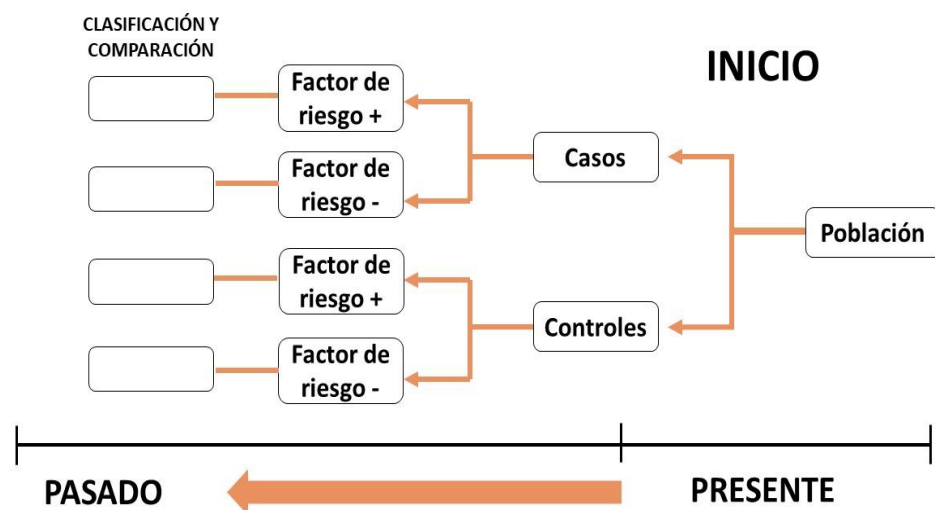 CLASIFICACIÓN Y
COMPARACIÓN
INICIO
Factor de
riesgo +
Factor de
riesgo -
Casos
Población
Factor de
riesgo +
Controles
Factor de
riesgo -
PASADO
PRESENTE